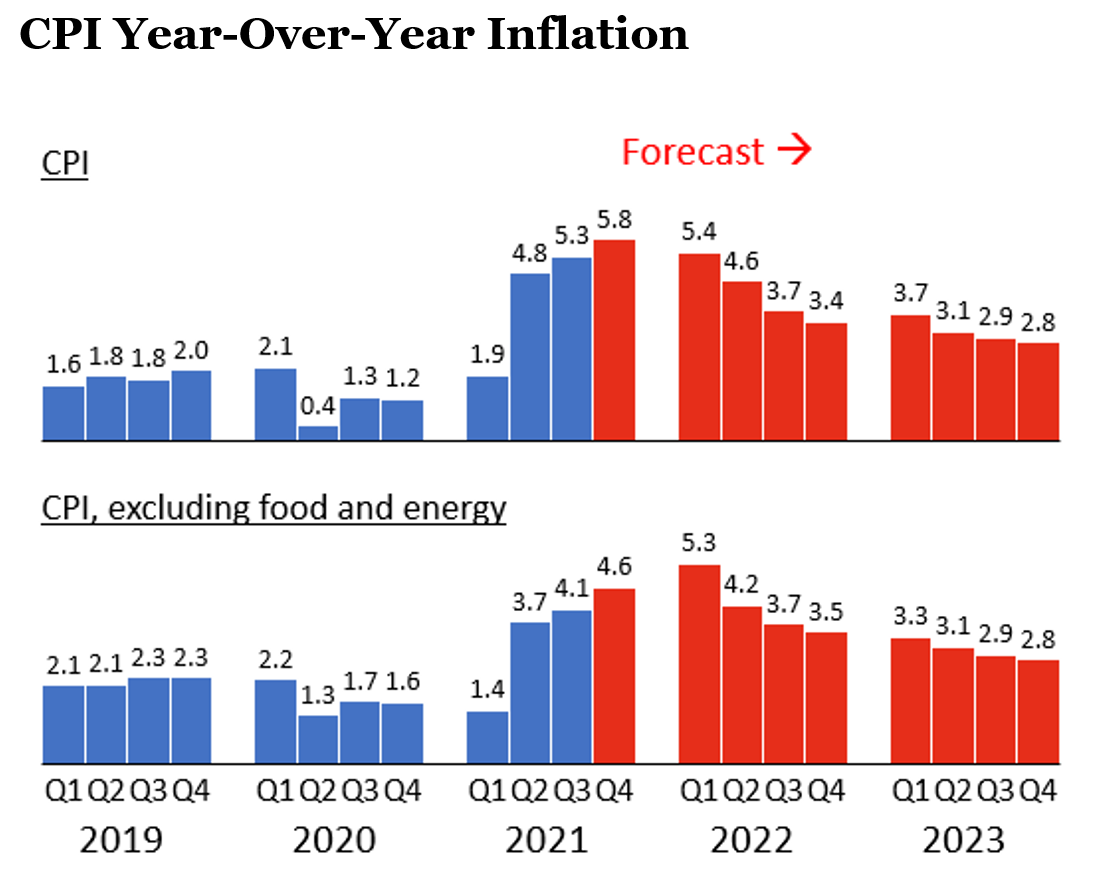 CPI Year-Over-Year Inflation
Forecast →
CPI
1.6 1.8 1.8 2.0 2.1 0.4 1.3 1.2 1.9 4.8 5.3 5.8 5.4 4.6 3.7 3.4 3.7 3.1 2.9 2.8
CPI, excluding food and energy
2.1 2.1 2.3 2.3 2.2 1.3 1.7 1.6 1.4 3.7 4.1 4.6 5.3 4.2 3.7 3.5 3.3 3.1 2.9 2.8
Q1 Q2 Q3 Q4 Q1 Q2 Q3 Q4 Q1 Q2 Q3 Q4 Q1 Q2 Q3 Q4 Q1 Q2 Q3 Q4
2019 2020 2021 2022 2023